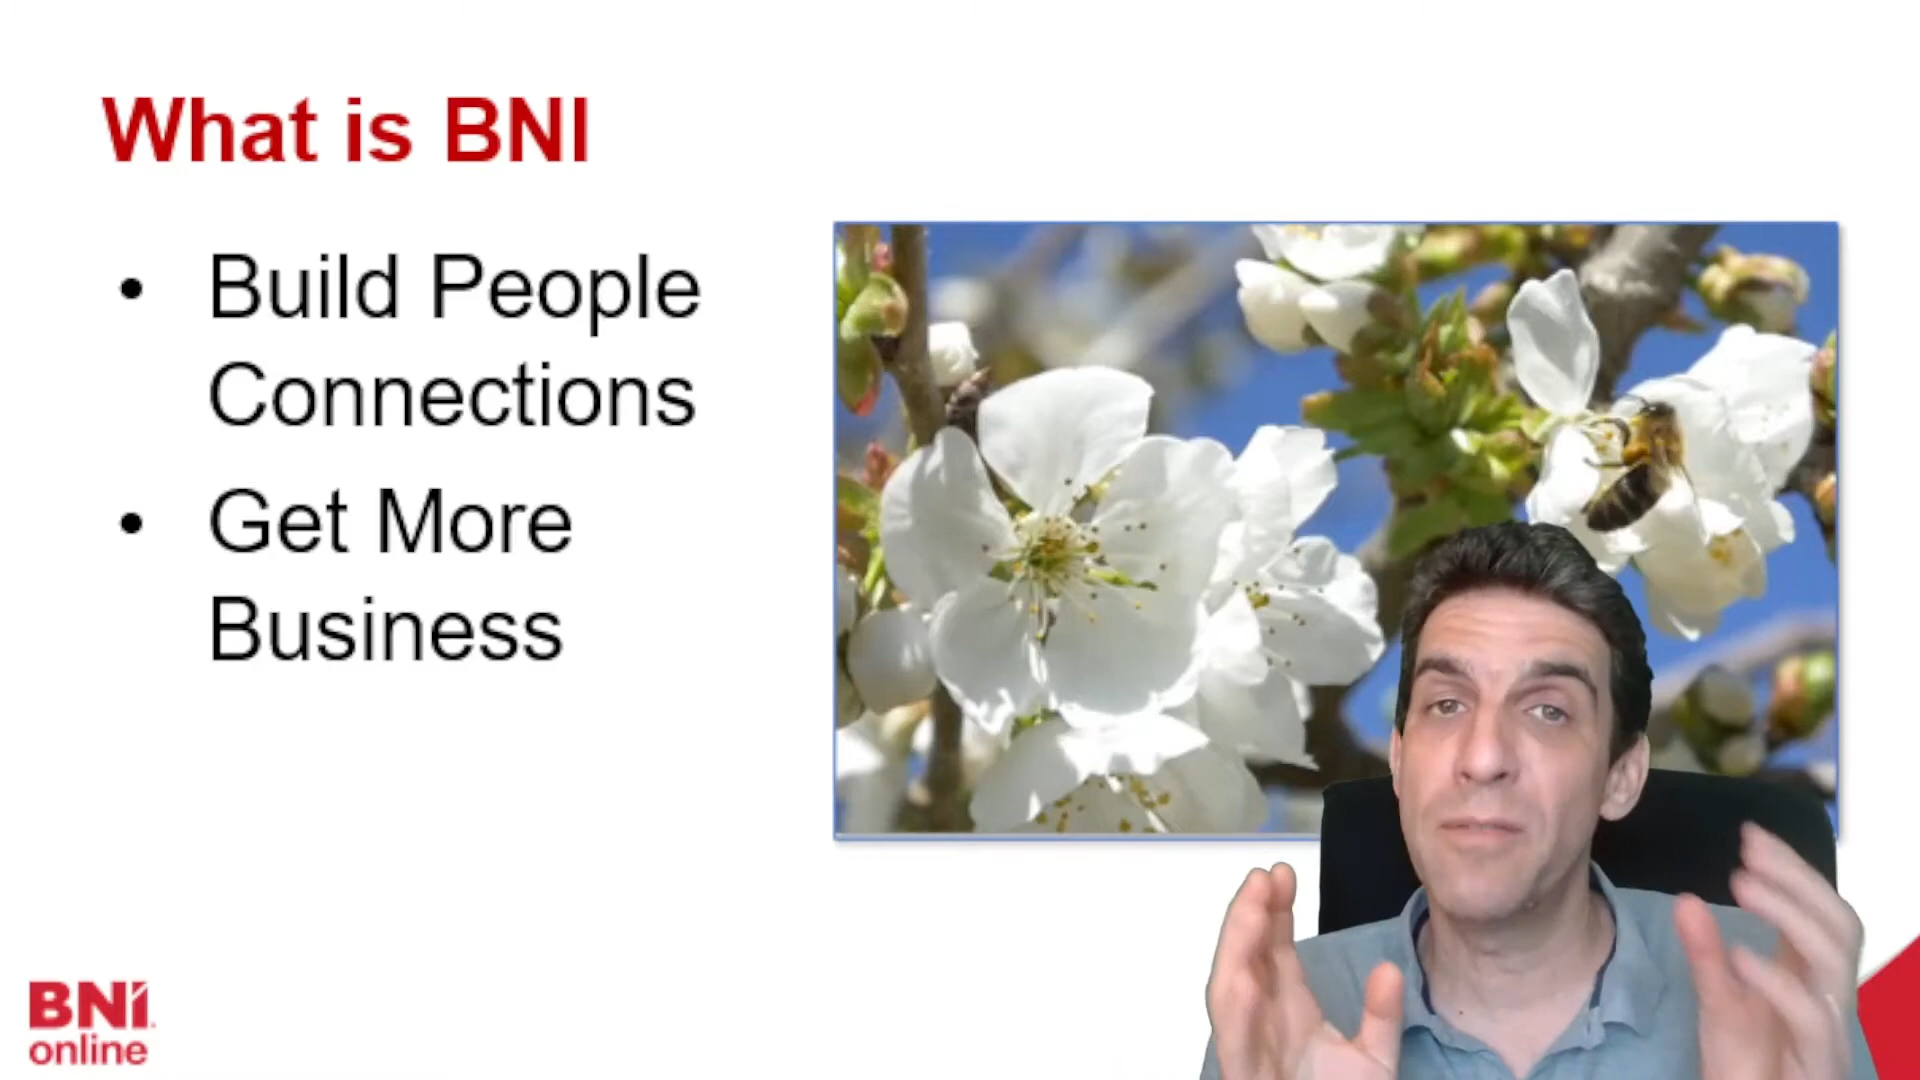 What is BNI
• Build People
Connections
• Get More
Business
BNI
online